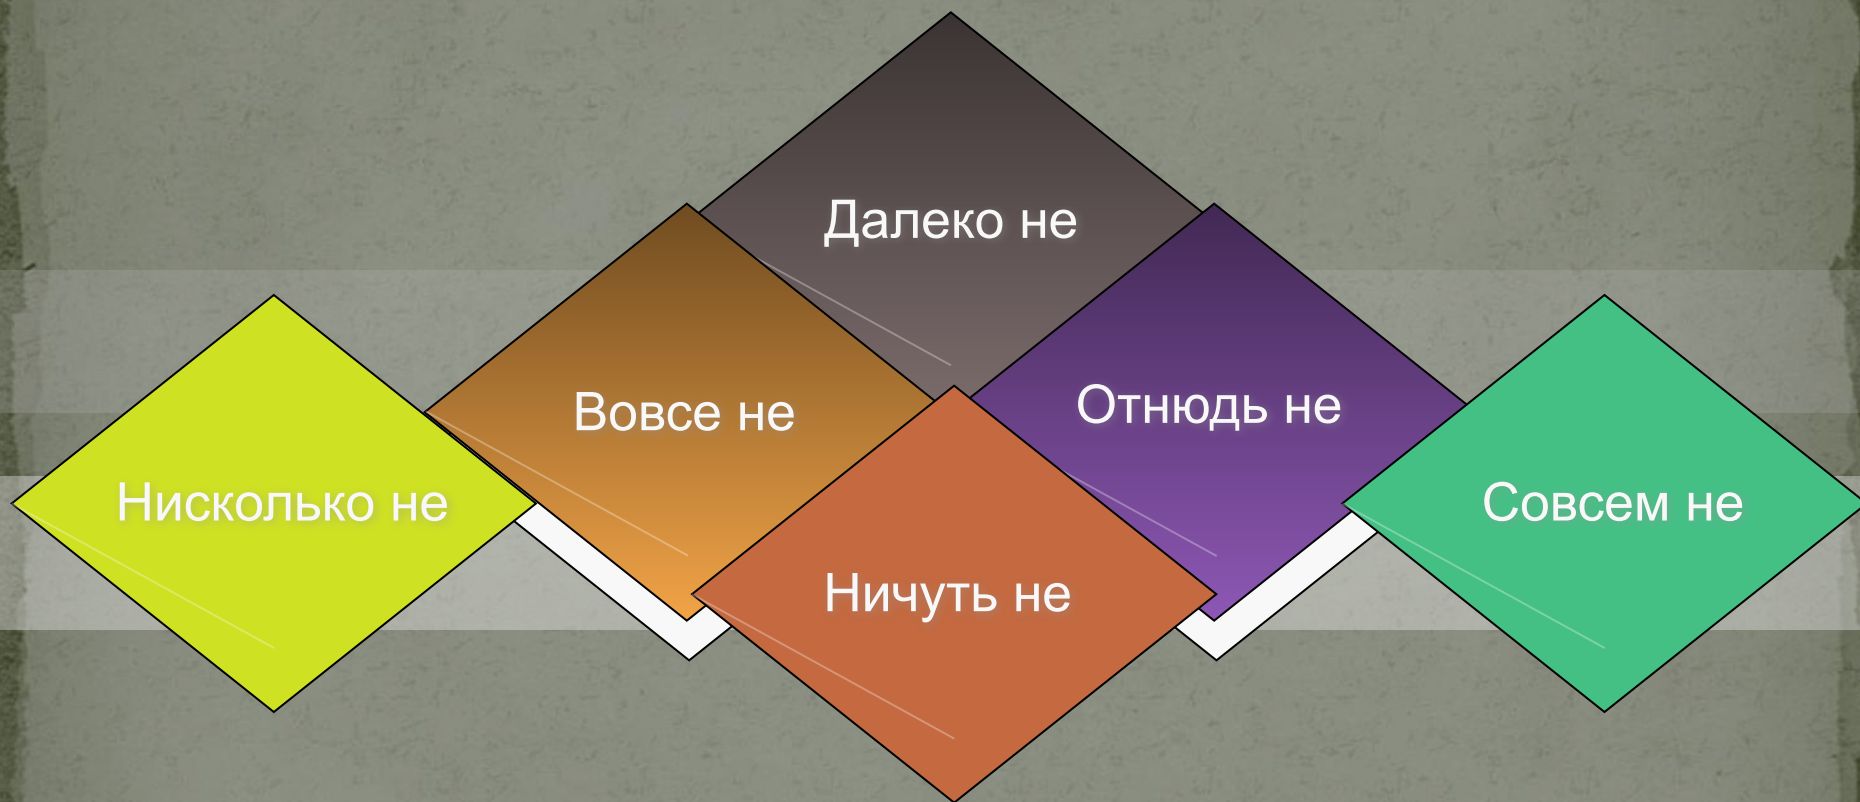 Далеко не
Вовсе не
Отнюдь не
Нисколько не
Совсем не
Ничуть не